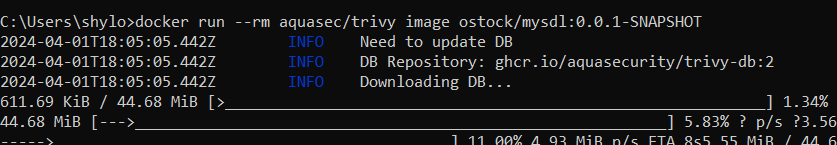 C:\Users\shylo>docker run --rm aquasec/trivy image ostock/mysdl:0.0.1-SNAPSHOT
2024-04-01T18:05:05.442Z INFO Need to update DB
2024-04-01T18:05:05.442Z INFO DB Repository: ghcr.io/aquasecurity/trivy-db:2
2024-04-01T18:05:05.442Z INFO Downloading DB...
611.69 KiB / 44.68 MiB [>______________________________________________________________] 1.34%
44.68 MiB [--->____________________________________________________________] 5.83% ? p/s ?3.56
----->______________________________________________] 11.00% 4.93 MiB p/s ETA 8s5.55 MiB / 44.6